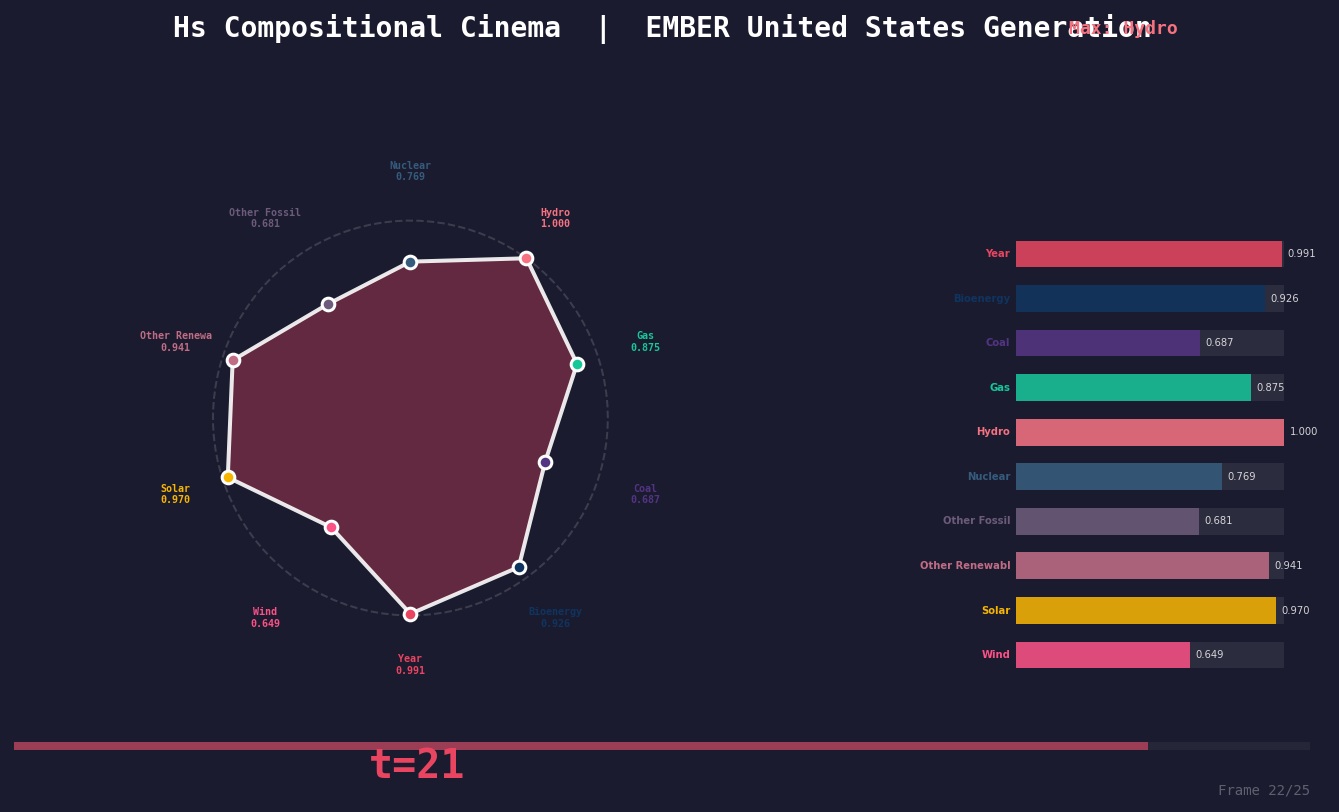 Hs Compositional Cinema | EMBER United States Generation
Max: Hydro
Nuclear
0.769
Other Fossil
0.681
Hydro
1.000
Other Renewa
0.941
Gas
0.875
Solar
0.970
Coal
0.687
Wind
0.649
Bioenergy
0.926
Year
0.991
Year 0.991
Bioenergy 0.926
Coal 0.687
Gas 0.875
Hydro 1.000
Nuclear 0.769
Other Fossil 0.681
Other Renewabl 0.941
Solar 0.970
Wind 0.649
t=21
Frame 22/25